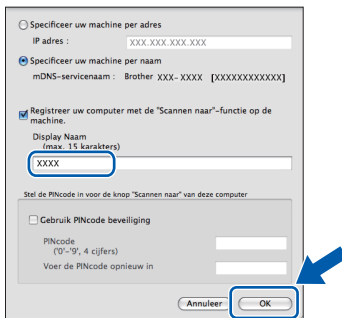 Specificeer uw machine per adres
IP adres : XXX.XXX.XXX.XXX
Specificeer uw machine per naam
mDNS-servicenaam : Brother XXX-XXXX [XXXXXXXXXXXX]
Registreer uw computer met de "Scannen naar"-functie op de
machine.
Display Naam
(max. 15 karakters)
XXXX
Stel de PINcode in voor de knop "Scannen naar" van deze computer
Gebruik PINcode beveiliging
PINcode
('0'-'9', 4 cijfers)
Voer de PINcode opnieuw in
Annuleer OK